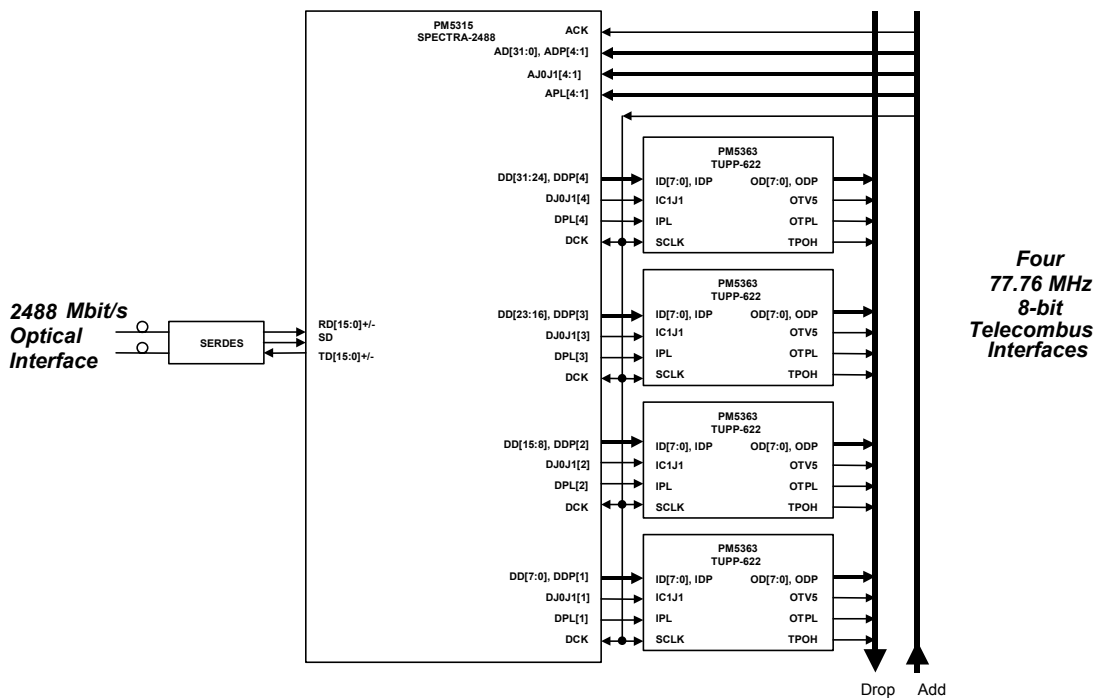 PM5315
SPECTRA-2488
ACK
AD[31:0], ADP[4:1]
AJ0J1[4:1]
APL[4:1]
PM5363
TUPP-622
DD[31:24], DDP[4]
ID[7:0], IDP
OD[7:0], ODP
DJ0J1[4]
IC1J1
OTV5
DPL[4]
IPL
OTPL
DCK
SCLK
TPOH
PM5363
TUPP-622
DD[23:16], DDP[3]
ID[7:0], IDP
OD[7:0], ODP
DJ0J1[3]
IC1J1
OTV5
DPL[3]
IPL
OTPL
DCK
SCLK
TPOH
2488 Mbit/s
Optical
Interface
SERDES
RD[15:0]+/-
SD
TD[15:0]+/-
Four
77.76 MHz
8-bit
Telecombus
Interfaces
PM5363
TUPP-622
DD[15:8], DDP[2]
ID[7:0], IDP
OD[7:0], ODP
DJ0J1[2]
IC1J1
OTV5
DPL[2]
IPL
OTPL
DCK
SCLK
TPOH
PM5363
TUPP-622
DD[7:0], DDP[1]
ID[7:0], IDP
OD[7:0], ODP
DJ0J1[1]
IC1J1
OTV5
DPL[1]
IPL
OTPL
DCK
SCLK
TPOH
Drop
Add